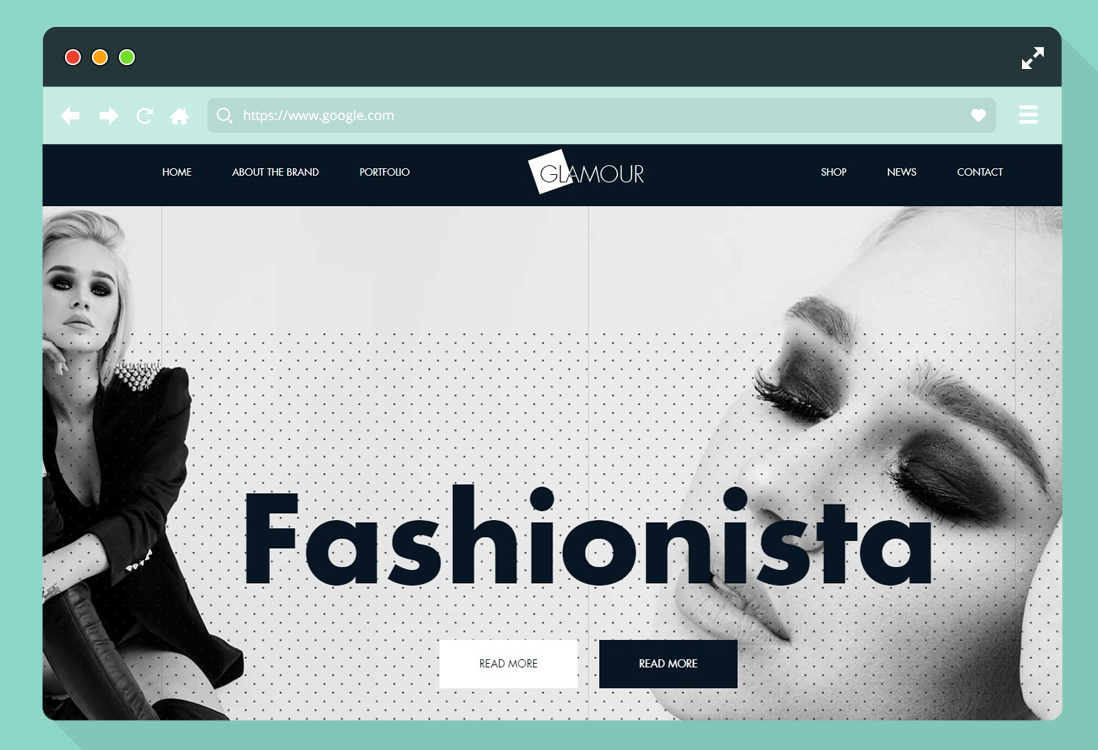 https://www.google.com
HOME ABOUT THE BRAND PORTFOLIO GLAMOUR SHOP NEWS CONTACT
Fashionista
READ MORE READ MORE